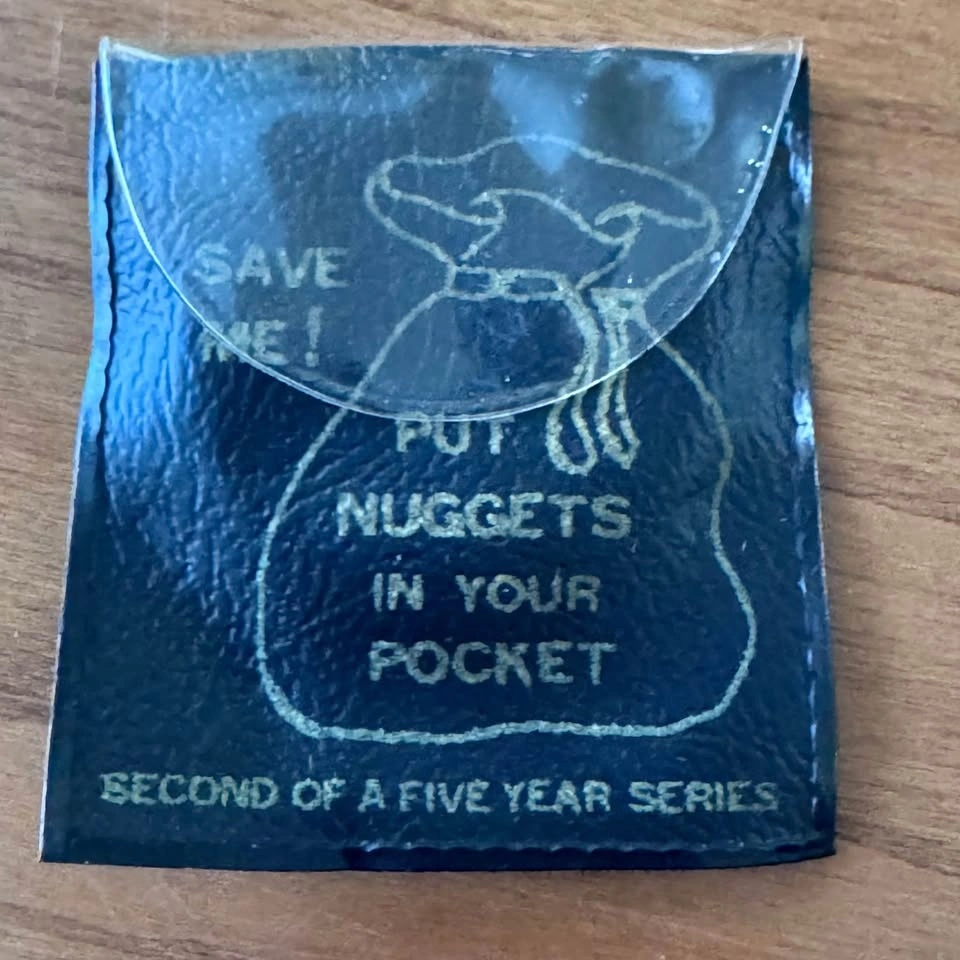 SAVE
ME!
PUT
NUGGETS
IN YOUR
POCKET
SECOND OF A FIVE YEAR SERIES